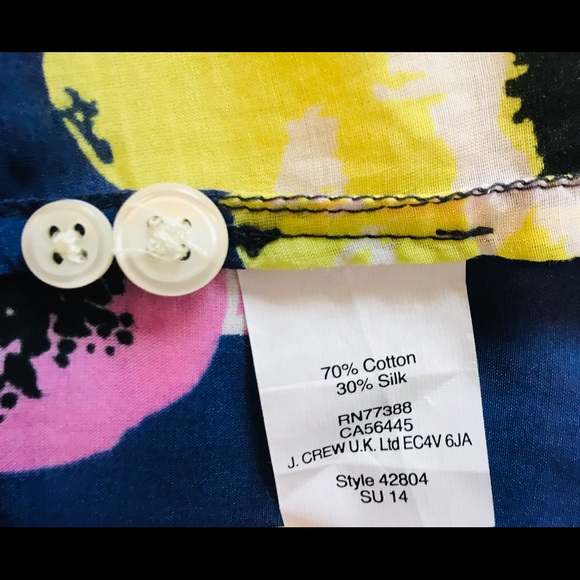 70% Cotton
30% Silk
RN77388
CA56445
J. CREW U.K. Ltd EC4V 6JA
Style 42804
SU 14